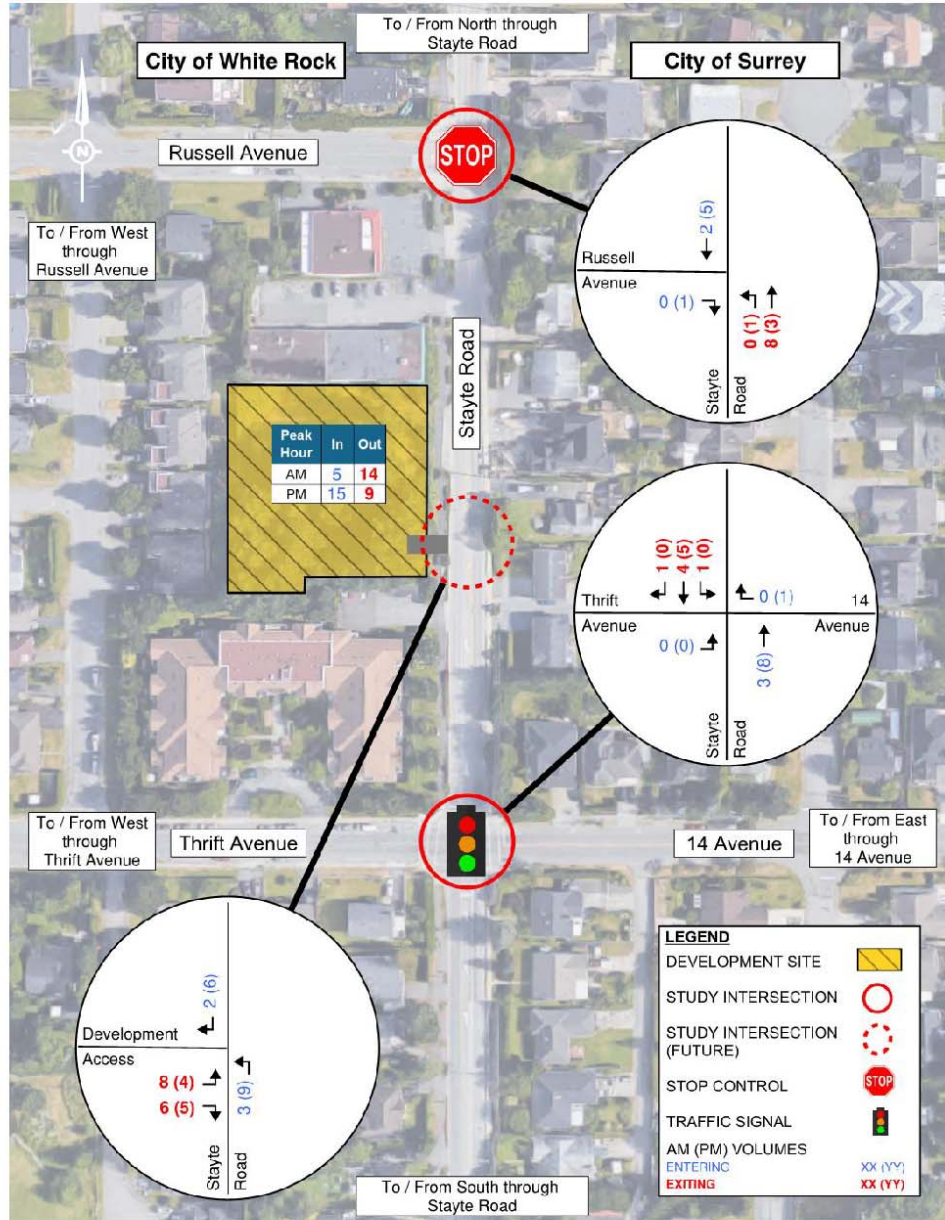 To / From North through
Stayte Road
City of White Rock
City of Surrey
Russell Avenue
STOP
To / From West
through
Russell Avenue
N
2 (5)
Russell
Avenue
0 (1)
0 (1)
8 (3)
Stayte
Road
Stayte Road
Peak
Hour
In
Out
AM
5
14
PM
15
9
1 (0)
4 (5)
1 (0)
Thrift
Avenue
0 (1)
14
Avenue
0 (0)
3 (8)
Stayte
Road
To / From West
through
Thrift Avenue
Thrift Avenue
14 Avenue
To / From East
through
14 Avenue
2 (6)
Development
Access
8 (4)
6 (5)
3 (9)
Stayte
Road
LEGEND
DEVELOPMENT SITE
STUDY INTERSECTION
STUDY INTERSECTION
(FUTURE)
STOP CONTROL
STOP
TRAFFIC SIGNAL
AM (PM) VOLUMES
ENTERING XX (YY)
EXITING XX (YY)
To / From South through
Stayte Road